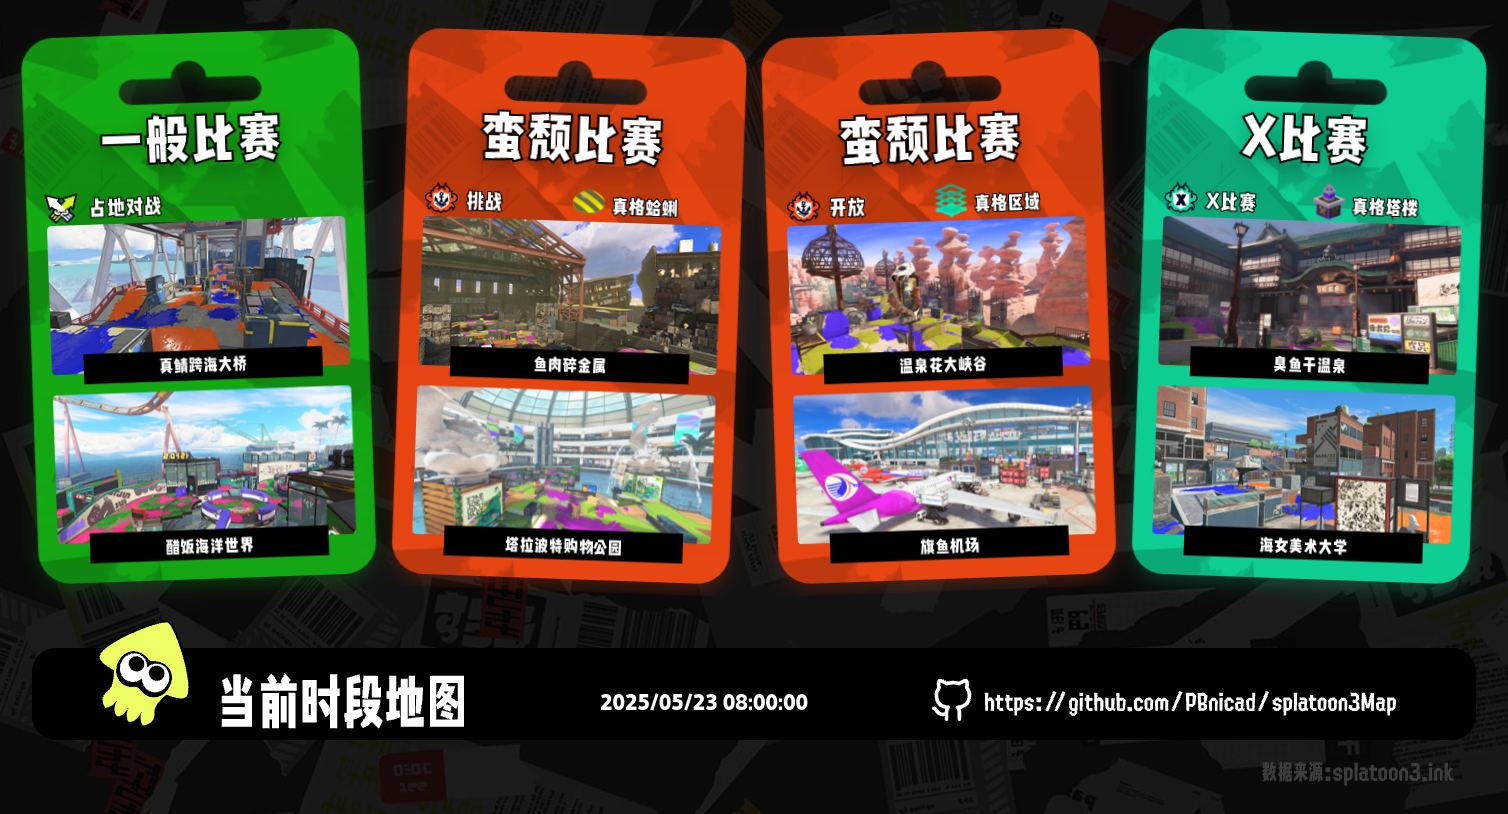 一般比赛
占地对战
真鲭跨海大桥
醋饭海洋世界
蛮颓比赛
挑战
真格蛤蜊
鱼肉碎金属
塔拉波特购物公园
蛮颓比赛
开放
真格区域
温泉花大峡谷
旗鱼机场
X比赛
X比赛
真格塔楼
臭鱼干温泉
海女美术大学
当前时段地图
2025/05/23 08:00:00
https://github.com/PBnicad/splatoon3Map
数据来源:splatoon3.ink